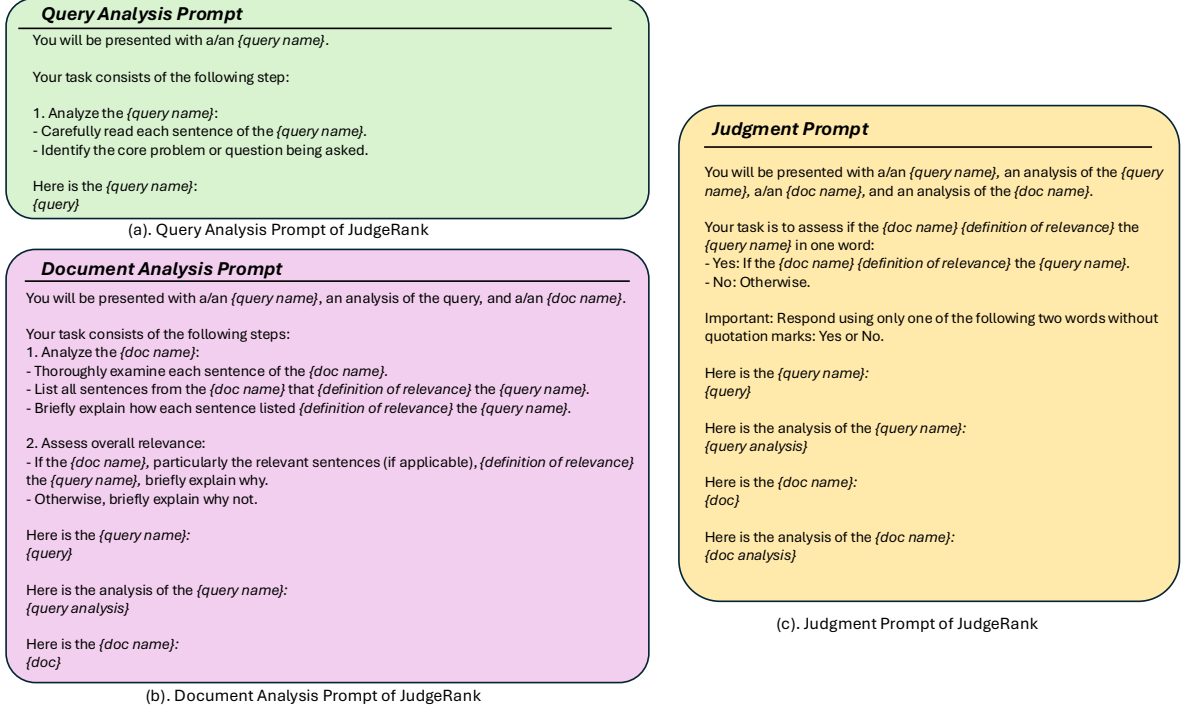 Query Analysis Prompt
You will be presented with a/an {query name}.
Your task consists of the following step:
1. Analyze the {query name}:
- Carefully read each sentence of the {query name}.
- Identify the core problem or question being asked.
Here is the {query name}:
{query}
(a). Query Analysis Prompt of JudgeRank
Document Analysis Prompt
You will be presented with a/an {query name}, an analysis of the query, and a/an {doc name}.
Your task consists of the following steps:
1. Analyze the {doc name}:
- Thoroughly examine each sentence of the {doc name}.
- List all sentences from the {doc name} that {definition of relevance} the {query name}.
- Briefly explain how each sentence listed {definition of relevance} the {query name}.
2. Assess overall relevance:
- If the {doc name}, particularly the relevant sentences (if applicable), {definition of relevance}
the {query name}, briefly explain why.
- Otherwise, briefly explain why not.
Here is the {query name}:
{query}
Here is the analysis of the {query name}:
{query analysis}
Here is the {doc name}:
{doc}
(b). Document Analysis Prompt of JudgeRank
Judgment Prompt
You will be presented with a/an {query name}, an analysis of the {query
name}, a/an {doc name}, and an analysis of the {doc name}.
Your task is to assess if the {doc name} {definition of relevance} the
{query name} in one word:
- Yes: If the {doc name} {definition of relevance} the {query name}.
- No: Otherwise.
Important: Respond using only one of the following two words without
quotation marks: Yes or No.
Here is the {query name}:
{query}
Here is the analysis of the {query name}:
{query analysis}
Here is the {doc name}:
{doc}
Here is the analysis of the {doc name}:
{doc analysis}
(c). Judgment Prompt of JudgeRank